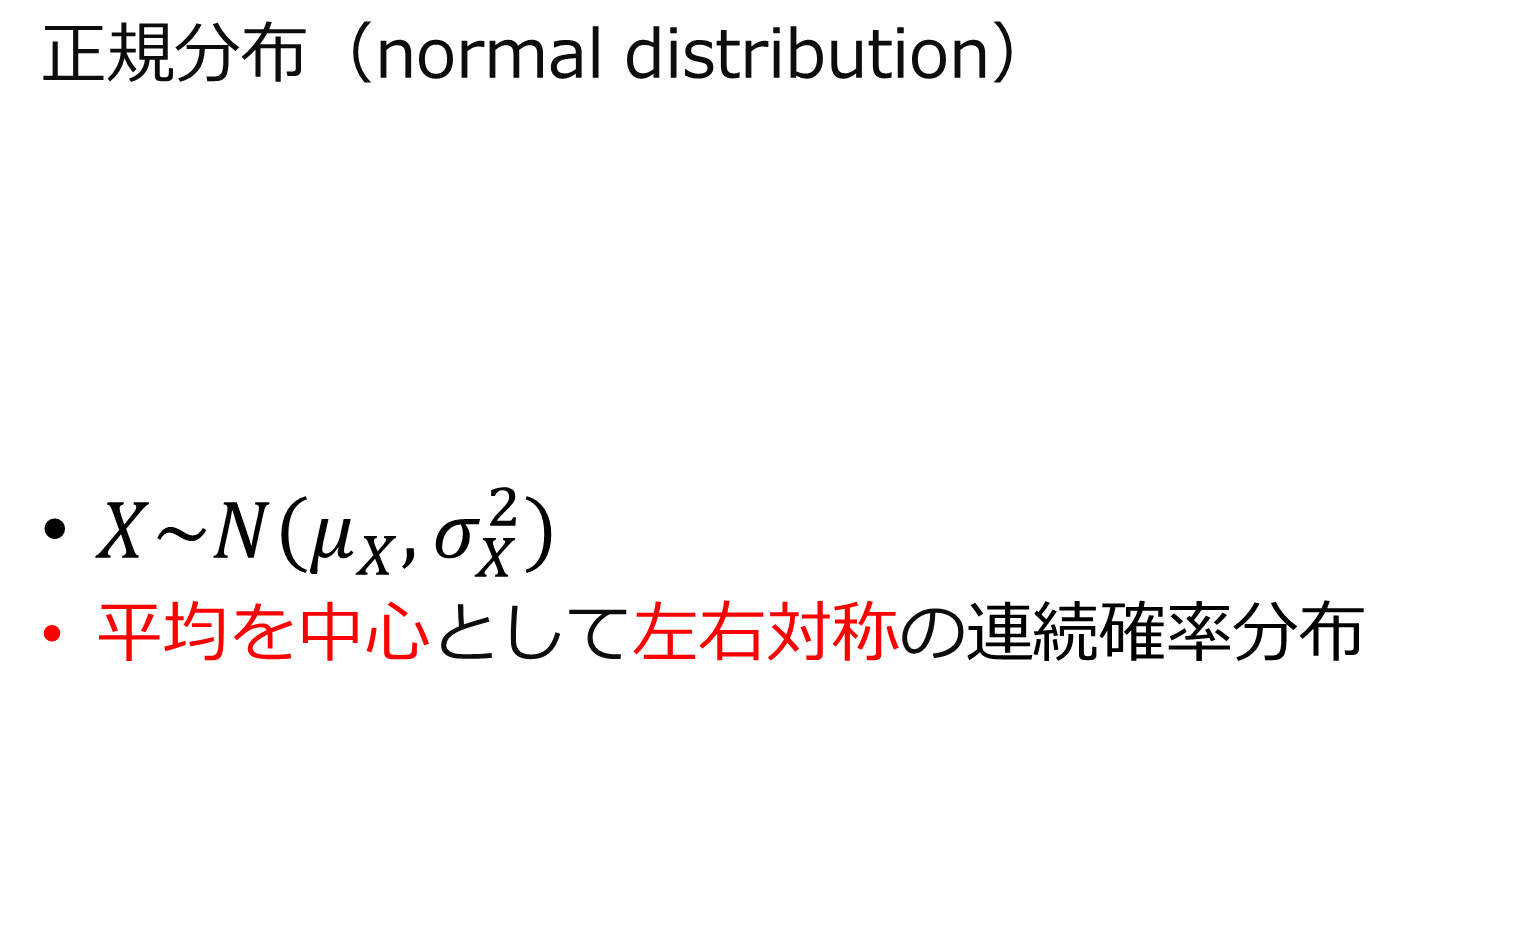 正規分布（normal distribution）
• X~N(μ_X, σ_X^2)
• 平均を中心として左右対称の連続確率分布